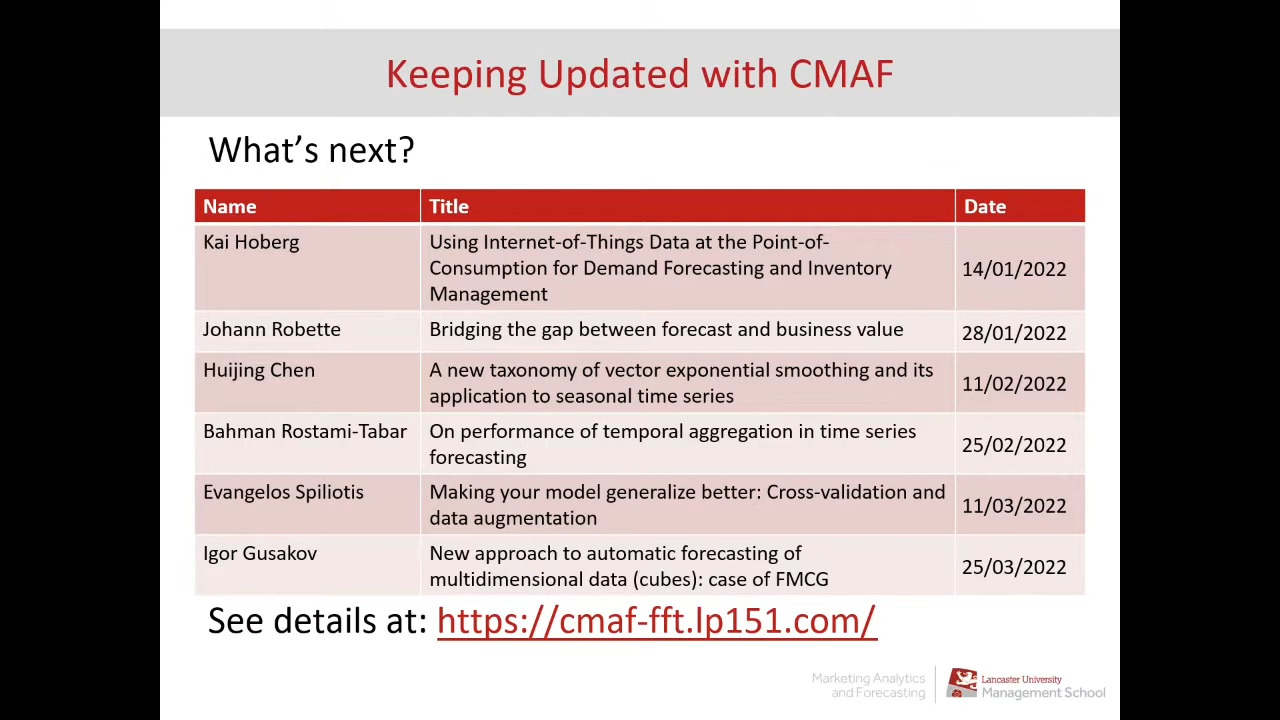 Keeping Updated with CMAF
What's next?
Name Title Date
Kai Hoberg
Using Internet-of-Things Data at the Point-of-
Consumption for Demand Forecasting and Inventory
Management
14/01/2022
Johann Robette
Bridging the gap between forecast and business value
28/01/2022
Huijing Chen
A new taxonomy of vector exponential smoothing and its
application to seasonal time series
11/02/2022
Bahman Rostami-Tabar
On performance of temporal aggregation in time series
forecasting
25/02/2022
Evangelos Spiliotis
Making your model generalize better: Cross-validation and
data augmentation
11/03/2022
Igor Gusakov
New approach to automatic forecasting of
multidimensional data (cubes): case of FMCG
25/03/2022
See details at: https://cmaf-fft.lp151.com/
Marketing Analytics
and Forecasting
Lancaster University
Management School